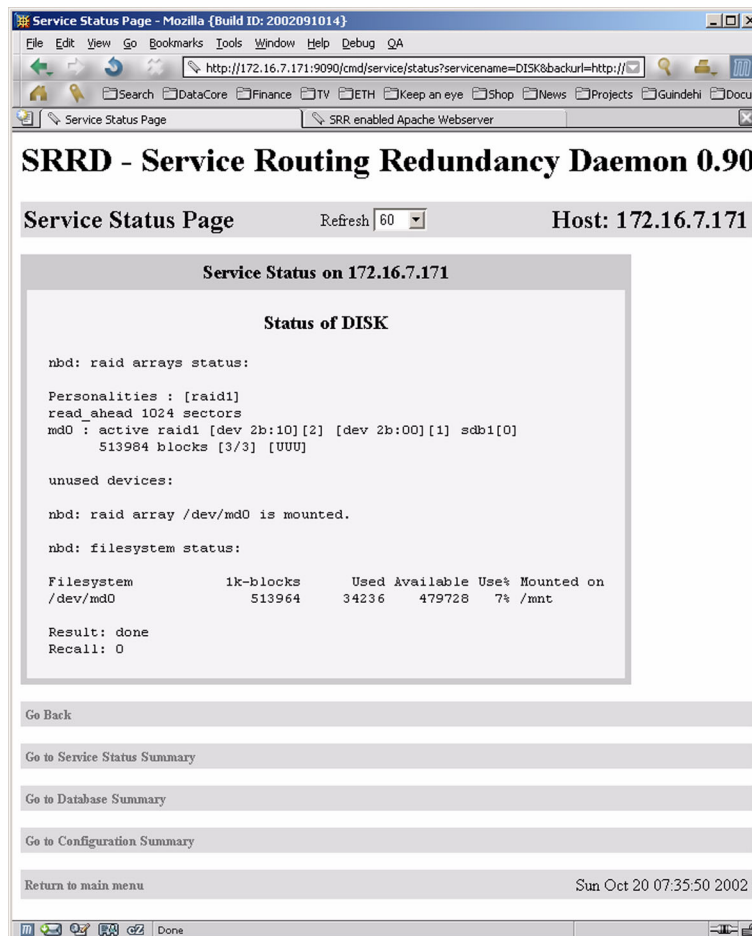 Service Status Page - Mozilla {Build ID: 2002091014}
File Edit View Go Bookmarks Tools Window Help Debug QA
http://172.16.7.171:9090/cmd/service/status?servicename=DISK&backurl=http://
Search DataCore Finance TV ETH Keep an eye Shop News Projects Guindehi Docu
Service Status Page SRR enabled Apache Webserver
SRRD - Service Routing Redundancy Daemon 0.90
Service Status Page Refresh 60 Host: 172.16.7.171
Service Status on 172.16.7.171
Status of DISK
nbd: raid arrays status:
Personalities : [raid1]
read_ahead 1024 sectors
md0 : active raid1 [dev 2b:10][2] [dev 2b:00][1] sdb1[0]
513984 blocks [3/3] [UUU]
unused devices:
nbd: raid array /dev/md0 is mounted.
nbd: filesystem status:
Filesystem 1k-blocks Used Available Use% Mounted on
/dev/md0 513964 34236 479728 7% /mnt
Result: done
Recall: 0
Go Back
Go to Service Status Summary
Go to Database Summary
Go to Configuration Summary
Return to main menu Sun Oct 20 07:35:50 2002
Done